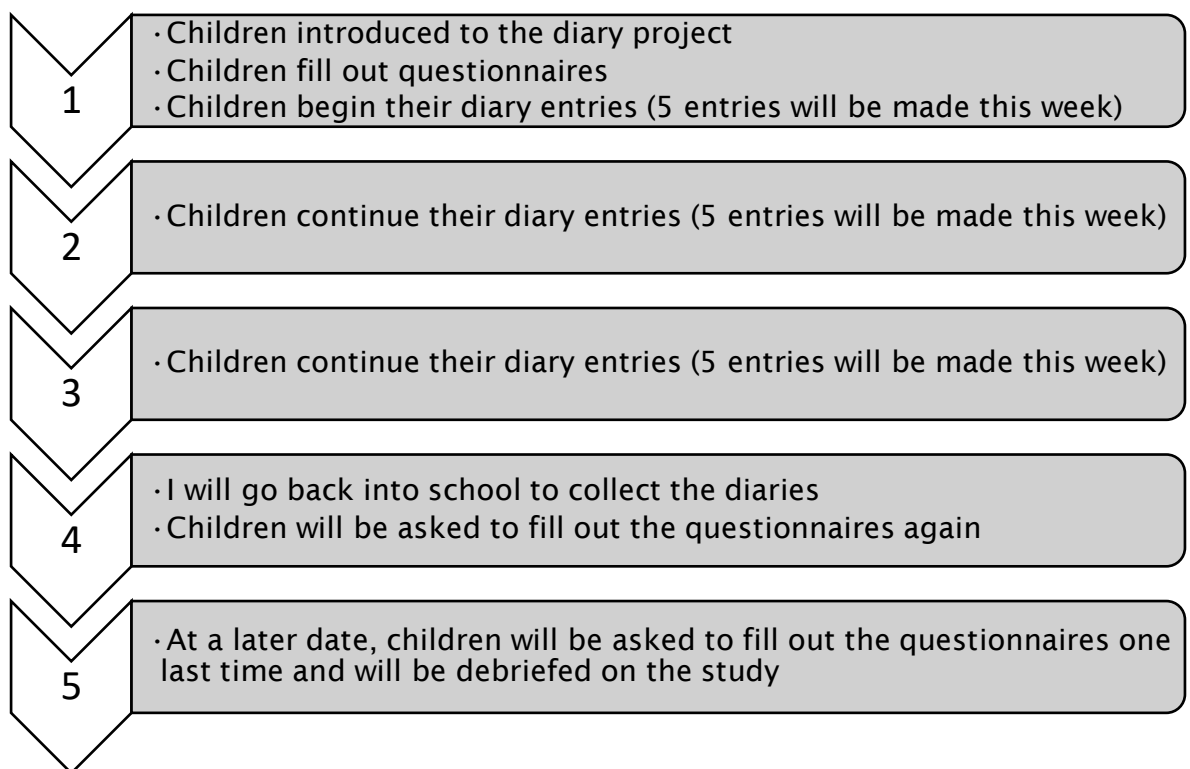 1
·Children introduced to the diary project
·Children fill out questionnaires
·Children begin their diary entries (5 entries will be made this week)
2
·Children continue their diary entries (5 entries will be made this week)
3
·Children continue their diary entries (5 entries will be made this week)
4
·I will go back into school to collect the diaries
·Children will be asked to fill out the questionnaires again
5
·At a later date, children will be asked to fill out the questionnaires one
last time and will be debriefed on the study